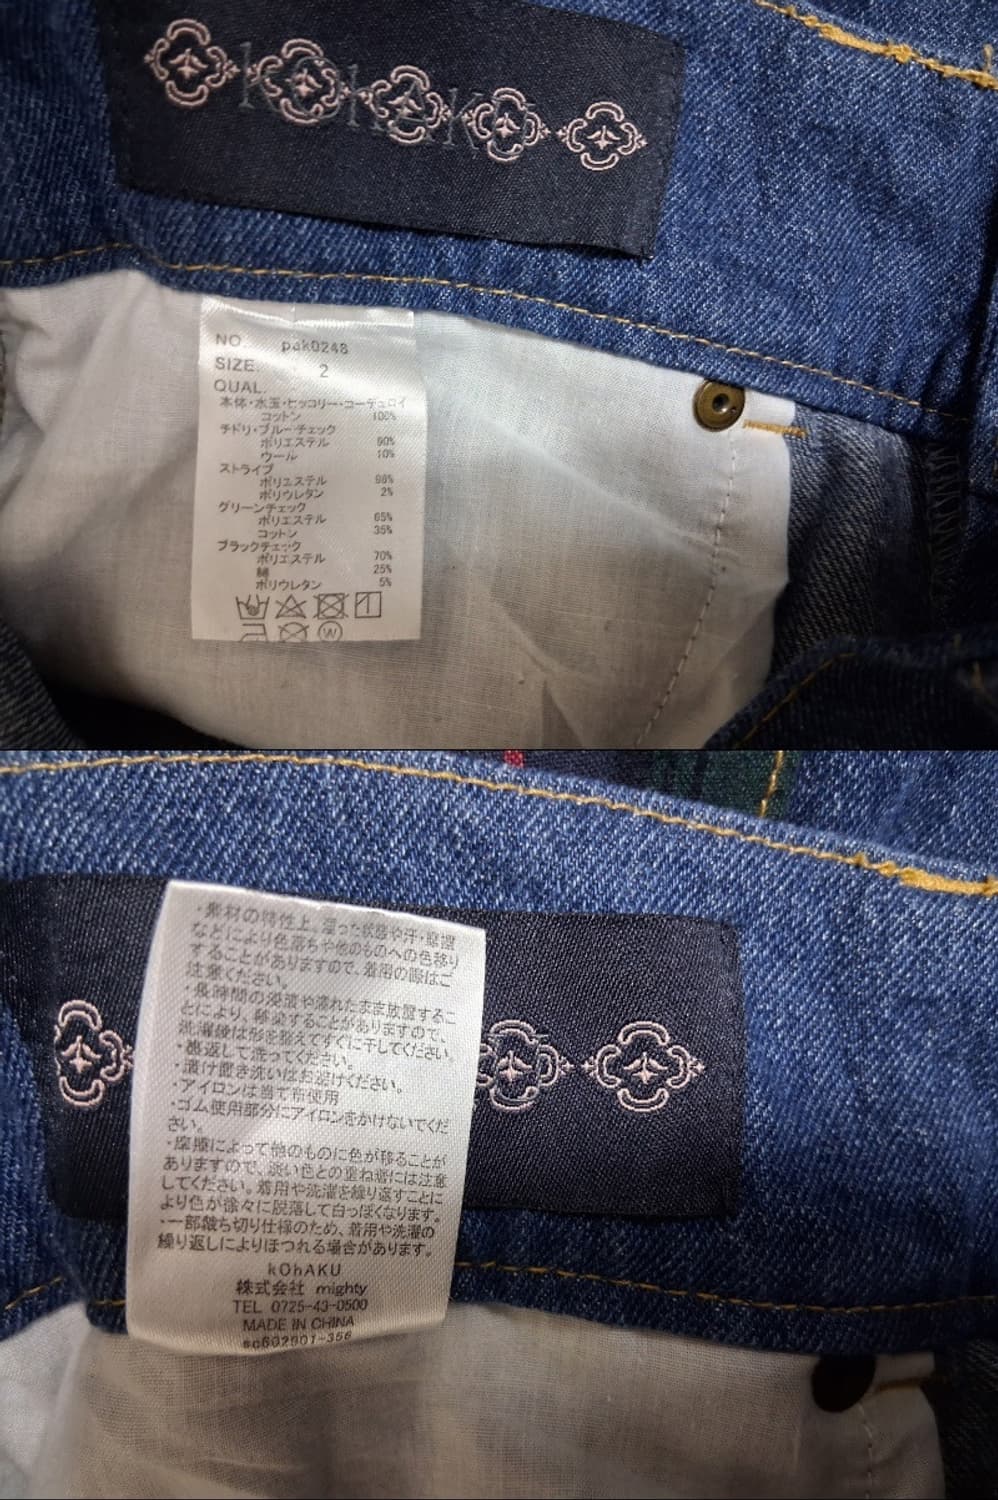 kohaku
NO. pak0248
SIZE. 2
QUAL.
本体・水玉・ヒッコリー・コーデュロイ
コットン 100%
チドリ・ブルーチェック
ポリエステル 90%
ウール 10%
ストライプ
ポリエステル 98%
ポリウレタン 2%
グリーンチェック
ポリエステル 65%
コットン 35%
ブラックチェック
ポリエステル 70%
綿 25%
ポリウレタン 5%
W
・素材の特性上、湿った状態や汗・摩擦
などにより色落ちや他のものへの色移り
することがありますので、着用の際はご
注意ください。
・長時間の浸漬や濡れたまま放置するこ
とにより、移染することがありますので、
洗濯後は形を整えてすぐに干してください。
・裏返して洗ってください。
・漬け置き洗いはお避けください。
・アイロンは当て布使用
・ゴム使用部分にアイロンをかけないでくだ
さい。
・摩擦によって他のものに色が移ることが
ありますので、淡い色との重ね着には注意
してください。着用や洗濯を繰り返すことに
より色が徐々に脱落して白っぽくなります。
・一部裁ち切り仕様のため、着用や洗濯の
繰り返しによりほつれる場合があります。
kOhAKU
株式会社 mighty
TEL 0725-43-0500
MADE IN CHINA
sc602001-356